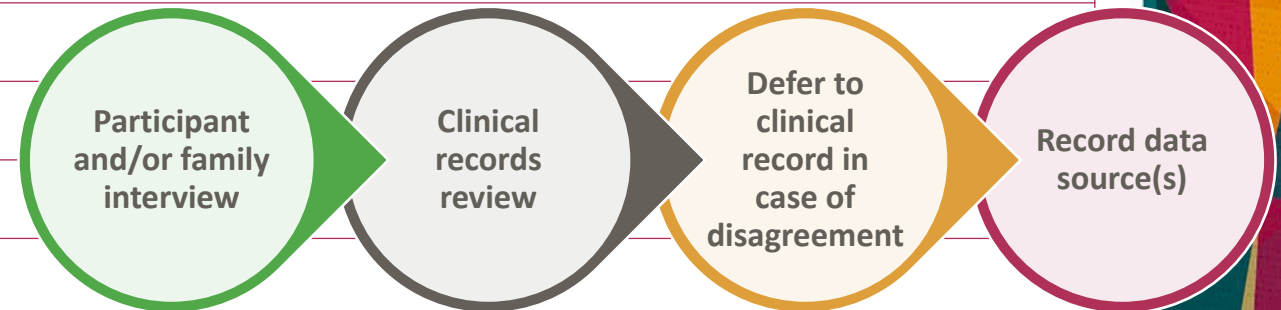 Participant
and/or family
interview
Clinical
records
review
Defer to
clinical
record in
case of
disagreement
Record data
source(s)